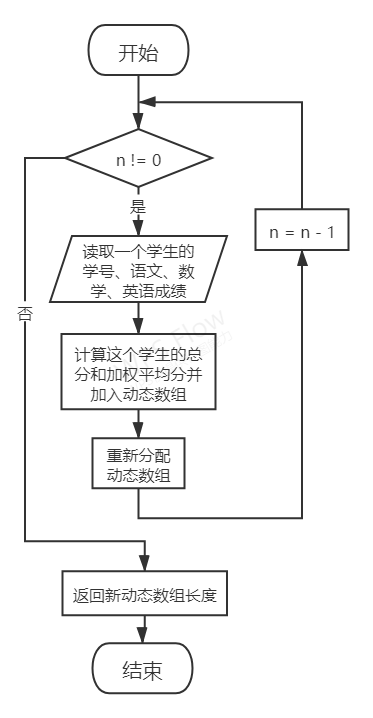 开始
n != 0
是
读取一个学生的
学号、语文、数
学、英语成绩
n = n - 1
否
计算这个学生的总
分和加权平均分并
加入动态数组
重新分配
动态数组
返回新动态数组长度
结束